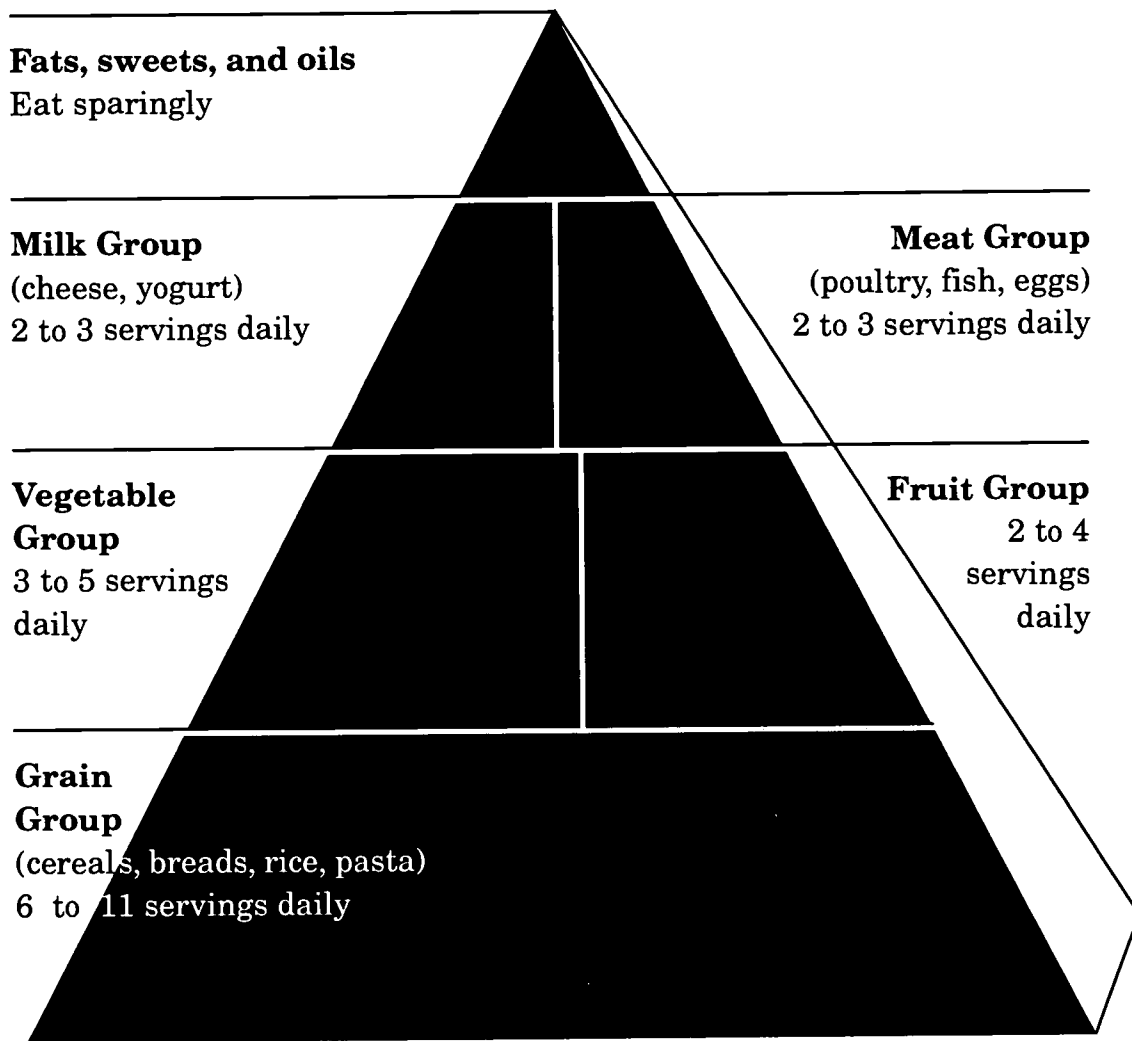 Fats, sweets, and oils
Eat sparingly
Milk Group
(cheese, yogurt)
2 to 3 servings daily
Meat Group
(poultry, fish, eggs)
2 to 3 servings daily
Vegetable
Group
3 to 5 servings
daily
Fruit Group
2 to 4
servings
daily
Grain
Group
(cereals, breads, rice, pasta)
6 to 11 servings daily